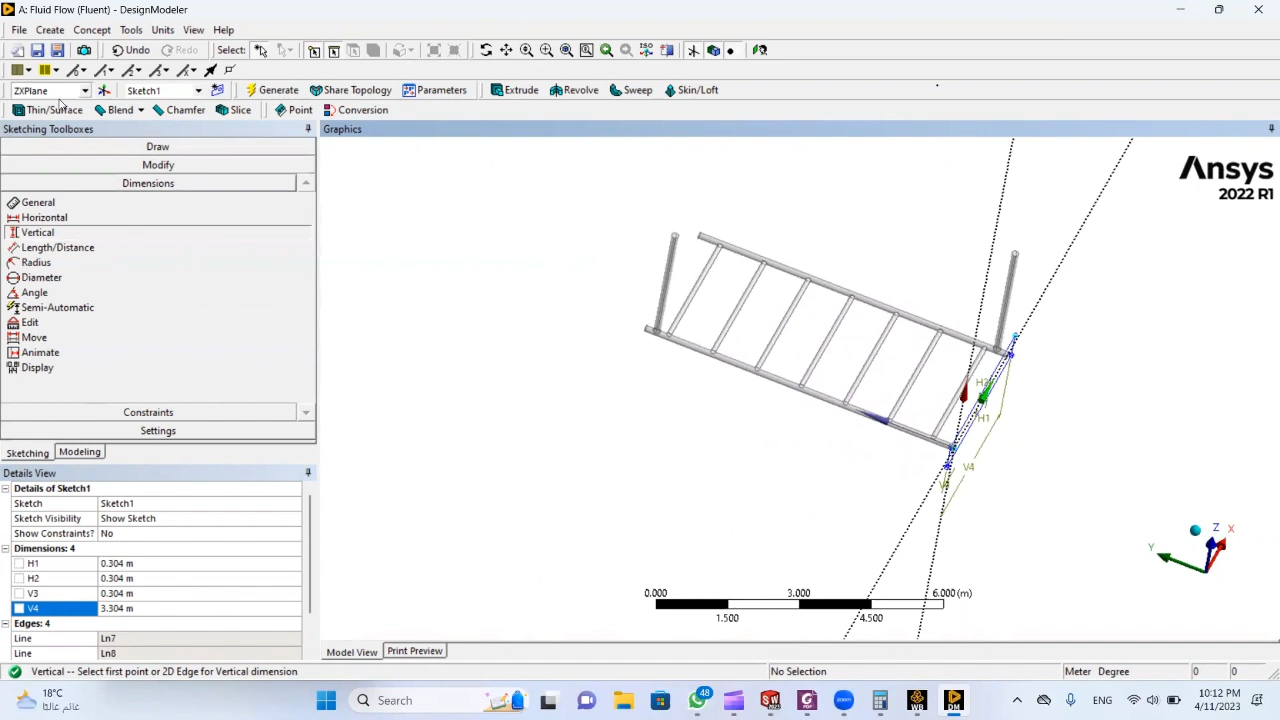 A: Fluid Flow (Fluent) - DesignModeler
File Create Concept Tools Units View Help
Undo Redo Select:
ZXPlane Sketch1 Generate Share Topology Parameters Extrude Revolve Sweep Skin/Loft
Thin/Surface Blend Chamfer Slice Point Conversion
Sketching Toolboxes
Graphics
Draw
Modify
Dimensions
General
Horizontal
Vertical
Length/Distance
Radius
Diameter
Angle
Semi-Automatic
Edit
Move
Animate
Display
Constraints
Settings
Sketching Modeling
Details View
Details of Sketch1
Sketch Sketch1
Sketch Visibility Show Sketch
Show Constraints? No
Dimensions: 4
H1 0.304 m
H2 0.304 m
V3 0.304 m
V4 3.304 m
Edges: 4
Line Ln7
Line Ln8
Ansys
2022 R1
H1
V4
Y
Z
X
0.000 3.000 6.000 (m)
1.500 4.500
Model View Print Preview
Vertical -- Select first point or 2D Edge for Vertical dimension
No Selection
Meter Degree 0 0
18°C
غائم غالبا
Search
48
ENG
10:12 PM
4/11/2023